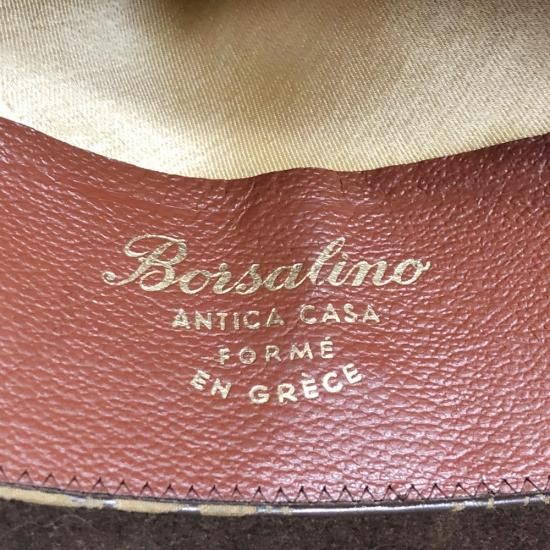 Borsalino
ANTICA CASA
FORMÉ
EN GRÈCE